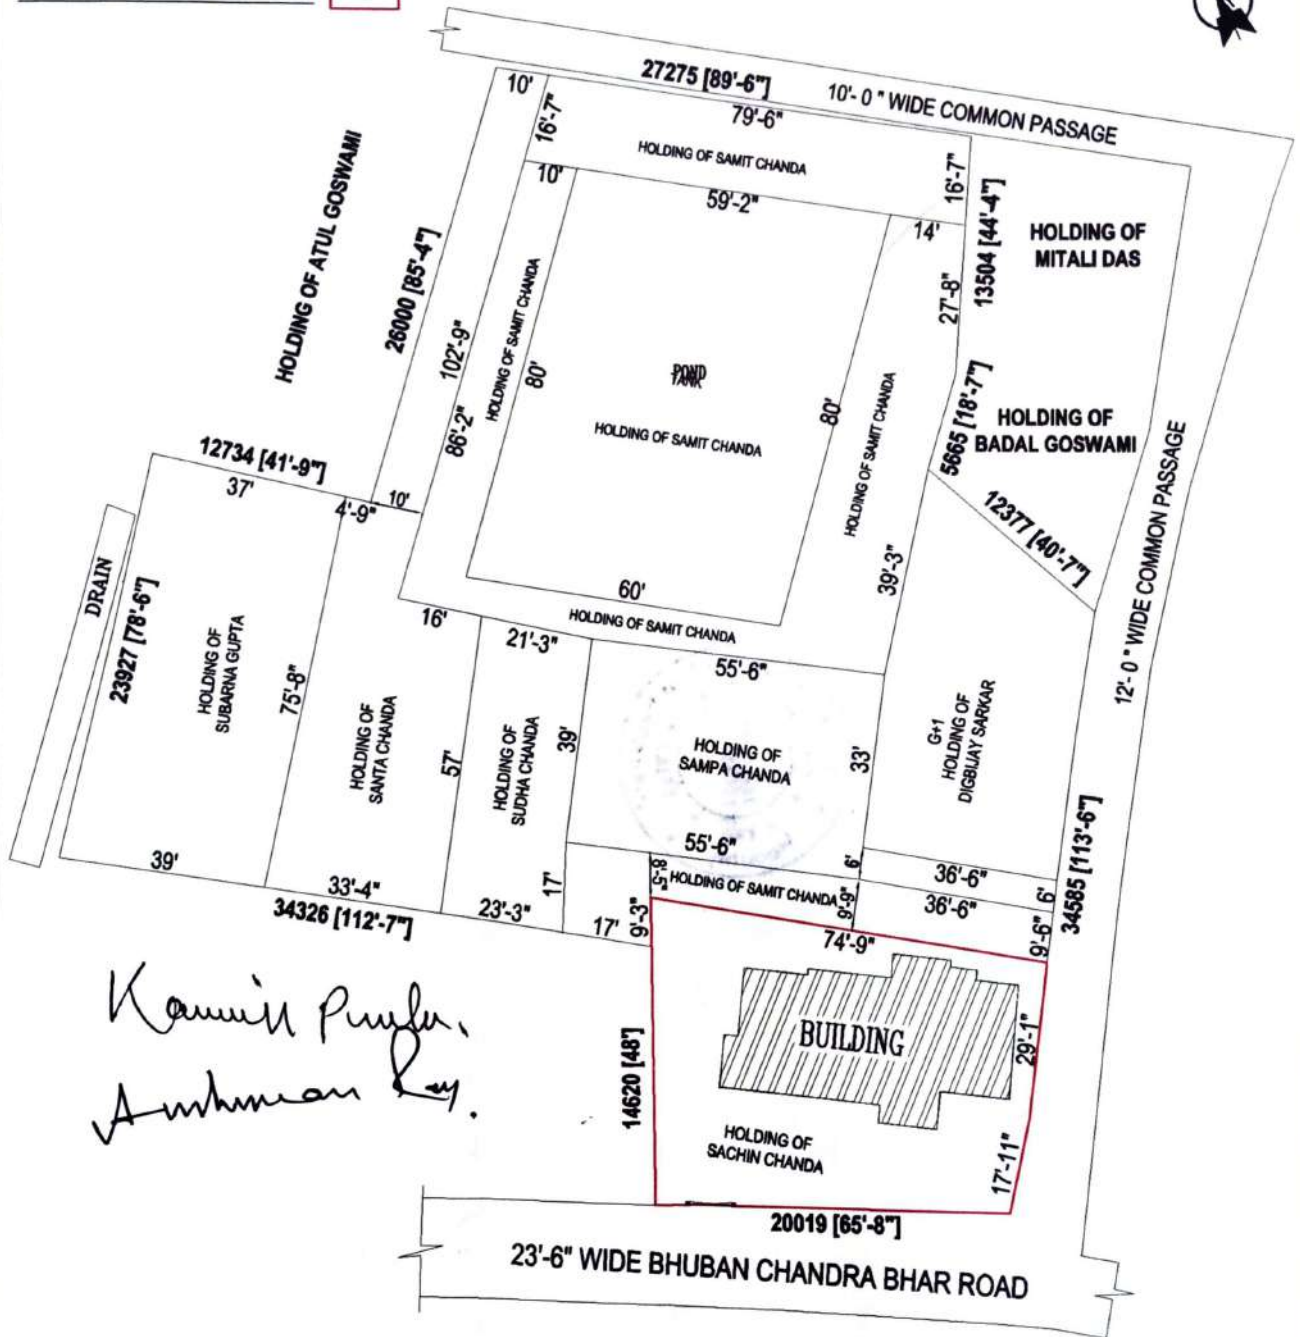 27275 [89'-6"]
10'- 0 " WIDE COMMON PASSAGE
10'
79'-6"
16'-7"
HOLDING OF SAMIT CHANDA
16'-7"
10'
59'-2"
14'
HOLDING OF ATUL GOSWAMI
26000 [85'-4"]
102'-9"
86'-2"
HOLDING OF SAMIT CHANDA
80'
POND
TANK
HOLDING OF SAMIT CHANDA
80'
HOLDING OF SAMIT CHANDA
27'-8"
13504 [44'-4"]
HOLDING OF
MITALI DAS
5665 [18'-7"]
HOLDING OF
BADAL GOSWAMI
12377 [40'-7"]
12'- 0 " WIDE COMMON PASSAGE
12734 [41'-9"]
37'
4'-9"
10'
39'-3"
60'
HOLDING OF SAMIT CHANDA
DRAIN
23927 [78'-6"]
HOLDING OF
SUBARNA GUPTA
75'-8"
16'
21'-3"
55'-6"
HOLDING OF
SANTA CHANDA
57'
HOLDING OF
SUDHA CHANDA
39'
HOLDING OF
SAMPA CHANDA
33'
G+1
HOLDING OF
DIGBIJAY SARKAR
34585 [113'-6"]
39'
33'-4"
34326 [112'-7"]
23'-3"
17'
17'
55'-6"
6'
36'-6"
6'
8'-5"
HOLDING OF SAMIT CHANDA
9'-6"
36'-6"
9'-6"
9'-3"
74'-9"
BUILDING
29'-1"
14620 [48']
HOLDING OF
SACHIN CHANDA
17'-11"
20019 [65'-8"]
23'-6" WIDE BHUBAN CHANDRA BHAR ROAD